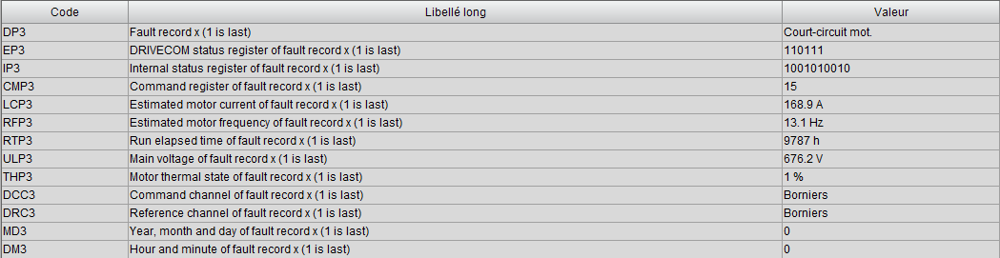 Code Libellé long Valeur
DP3 Fault record x (1 is last) Court-circuit mot.
EP3 DRIVECOM status register of fault record x (1 is last) 110111
IP3 Internal status register of fault record x (1 is last) 1001010010
CMP3 Command register of fault record x (1 is last) 15
LCP3 Estimated motor current of fault record x (1 is last) 168.9 A
RFP3 Estimated motor frequency of fault record x (1 is last) 13.1 Hz
RTP3 Run elapsed time of fault record x (1 is last) 9787 h
ULP3 Main voltage of fault record x (1 is last) 676.2 V
THP3 Motor thermal state of fault record x (1 is last) 1 %
DCC3 Command channel of fault record x (1 is last) Borniers
DRC3 Reference channel of fault record x (1 is last) Borniers
MD3 Year, month and day of fault record x (1 is last) 0
DM3 Hour and minute of fault record x (1 is last) 0